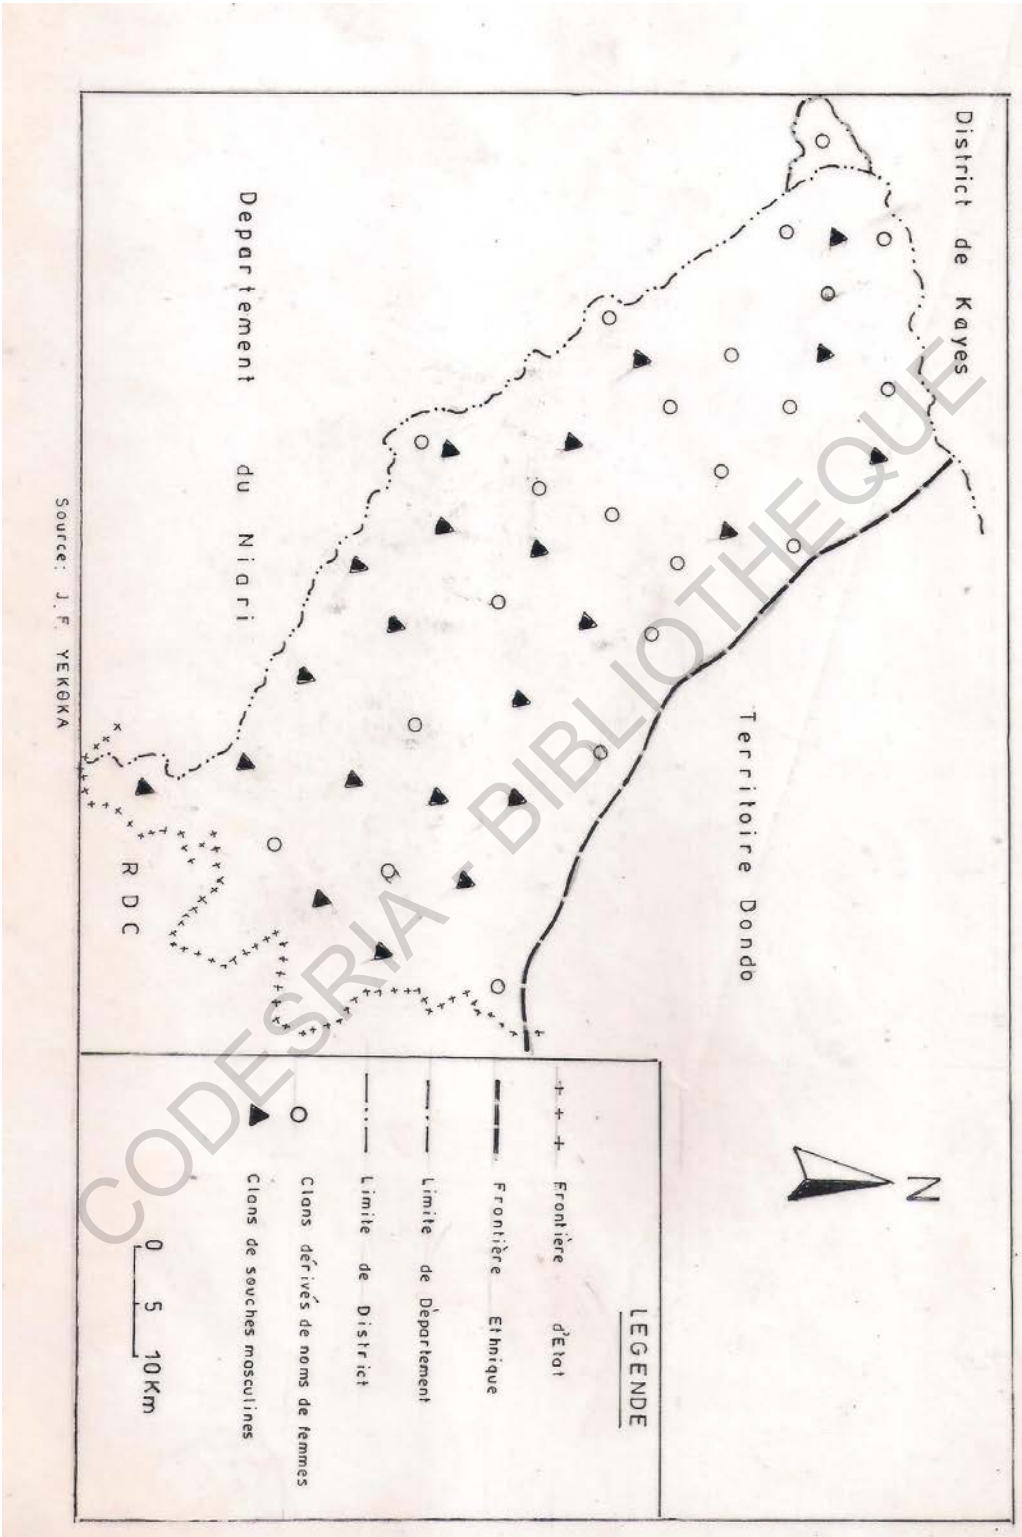 District de Kayes
Departement du Niari
Territoire Dondo
R D C
N
LEGENDE
+ + + Frontière d'Etat
Frontière Ethnique
Limite de Département
Limite de District
Clans dérivés de noms de femmes
Clans de souches masculines
0 5 10 Km
Source: J.F. YEKOKA
CODESRIA - BIBLIOTHEQUE